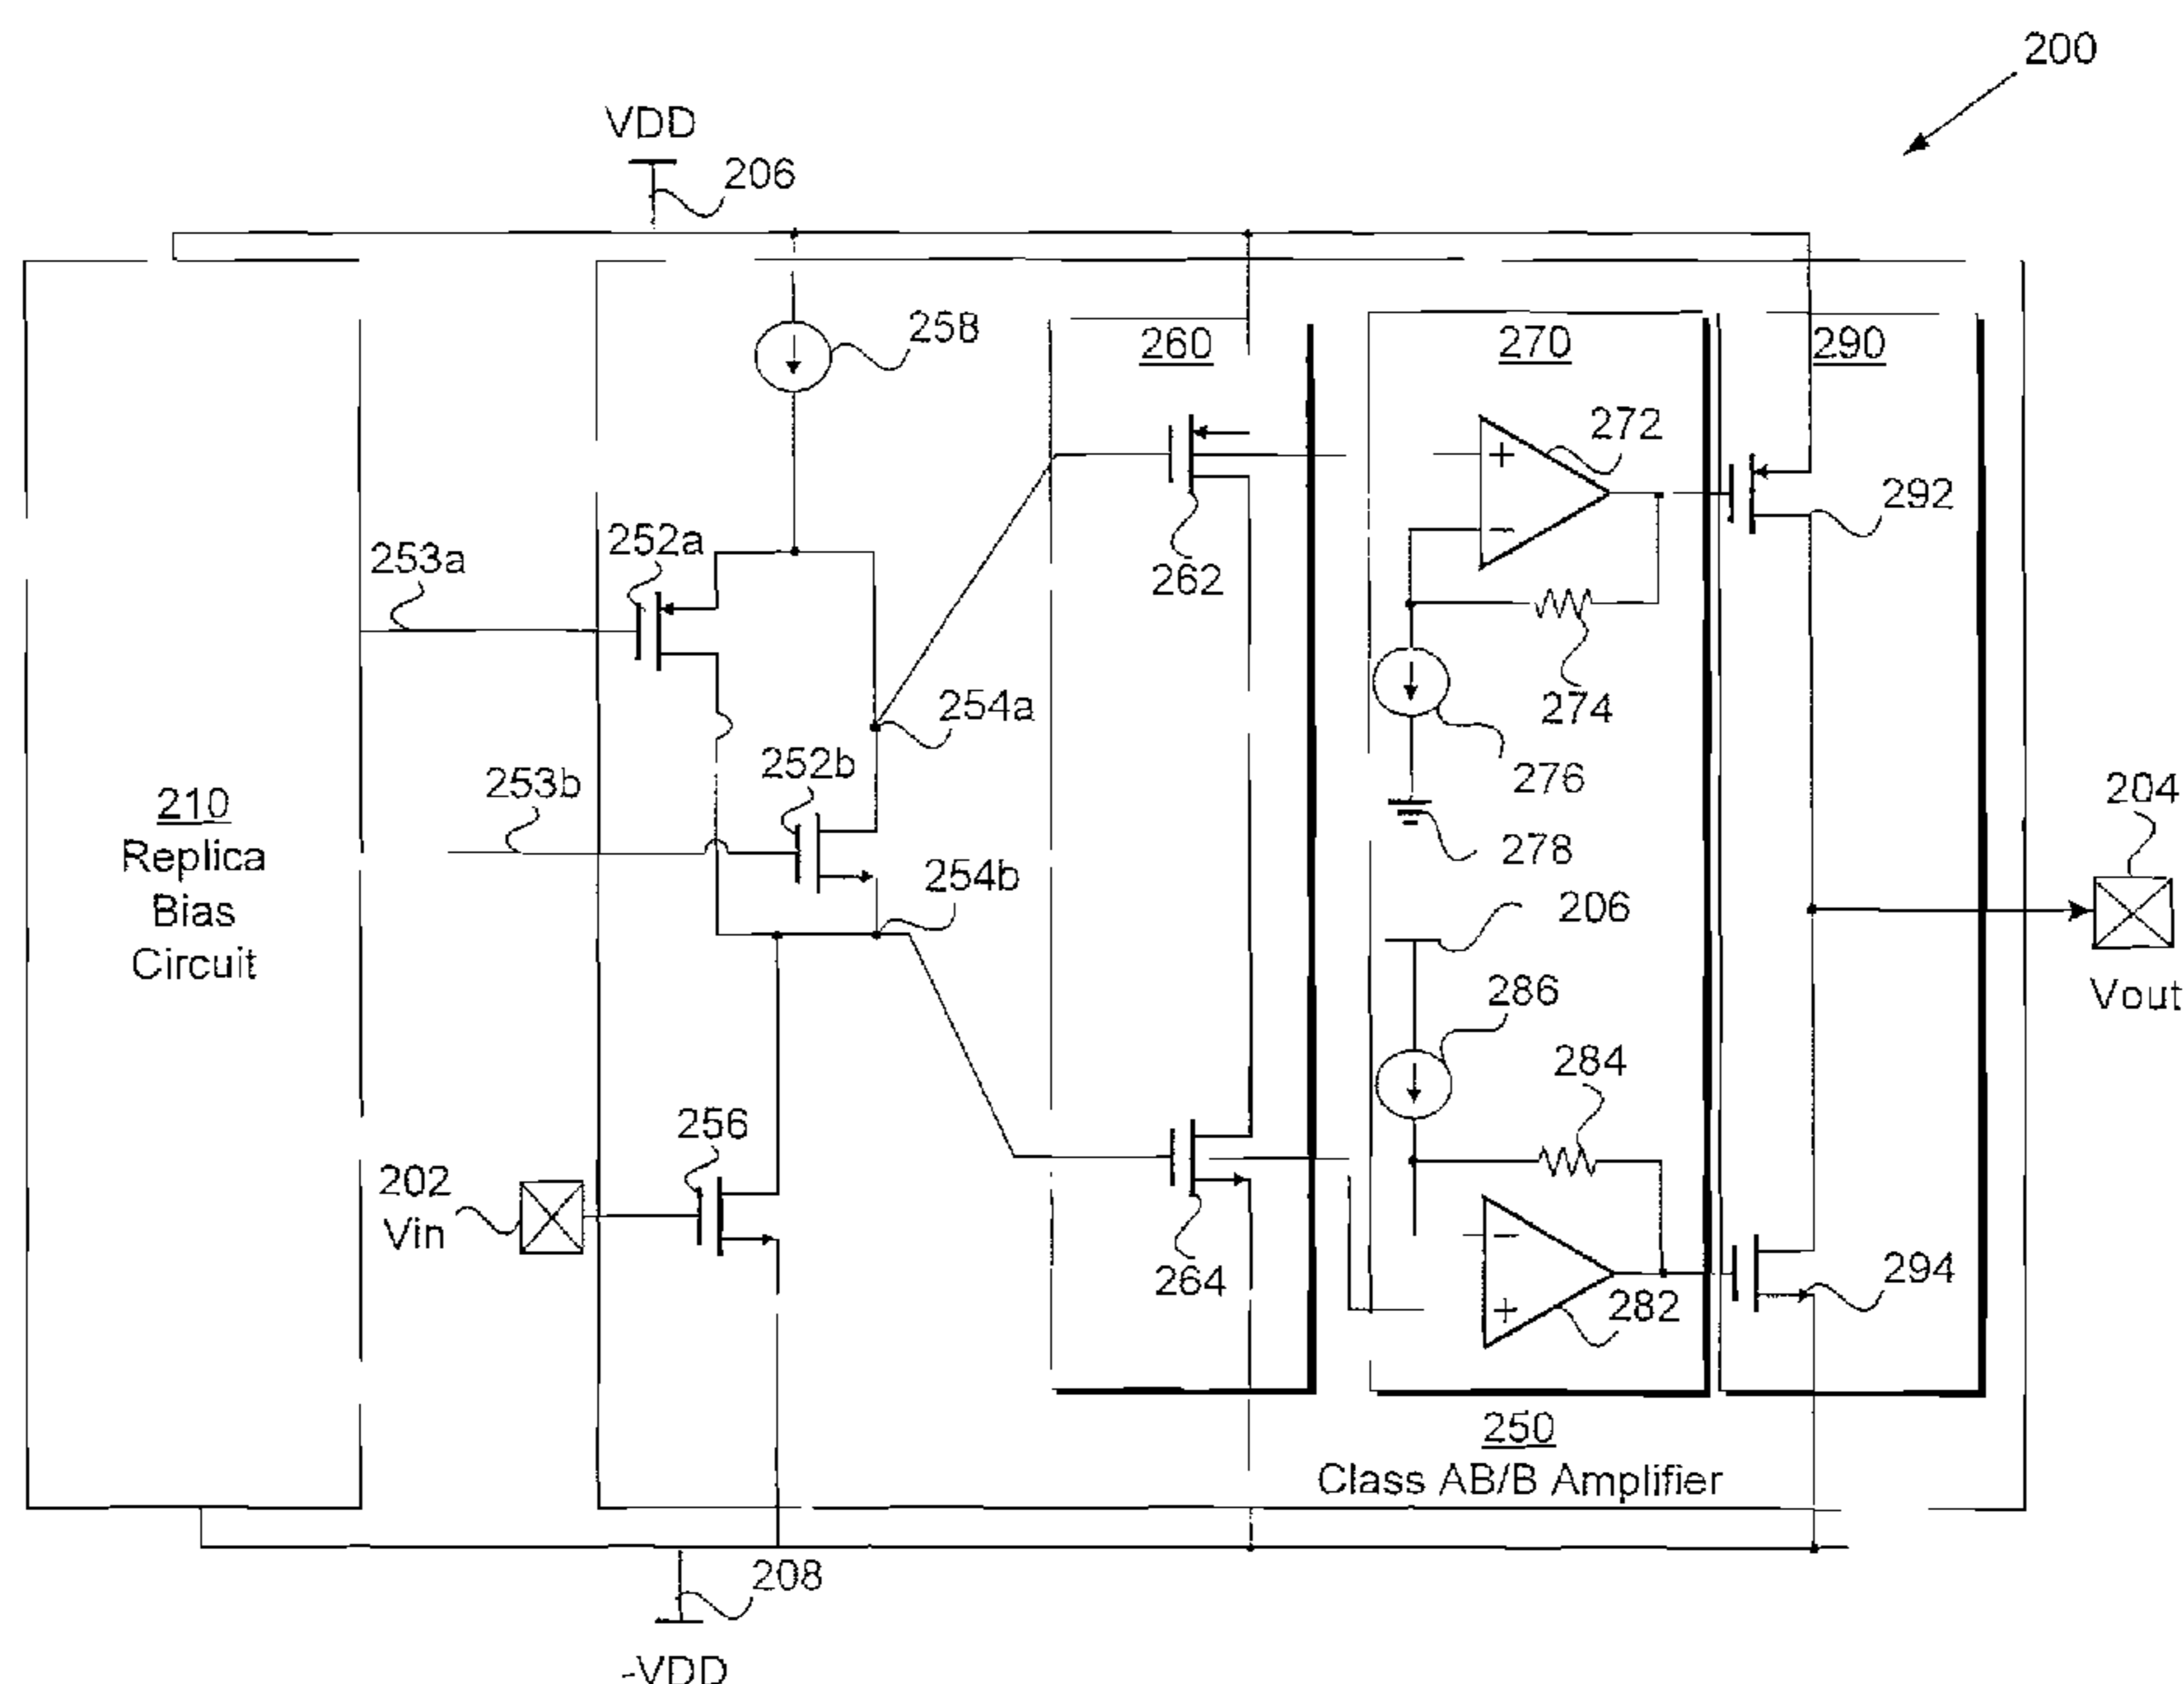 200
VDD
206
258
260
270
290
272
292
252a
253a
262
274
254a
252b
253b
276
204
210
Replica
Bias
Circuit
278
254b
206
Vout
286
284
256
202
Vin
264
294
282
250
Class AB/B Amplifier
208
-VDD
+
−
−
+